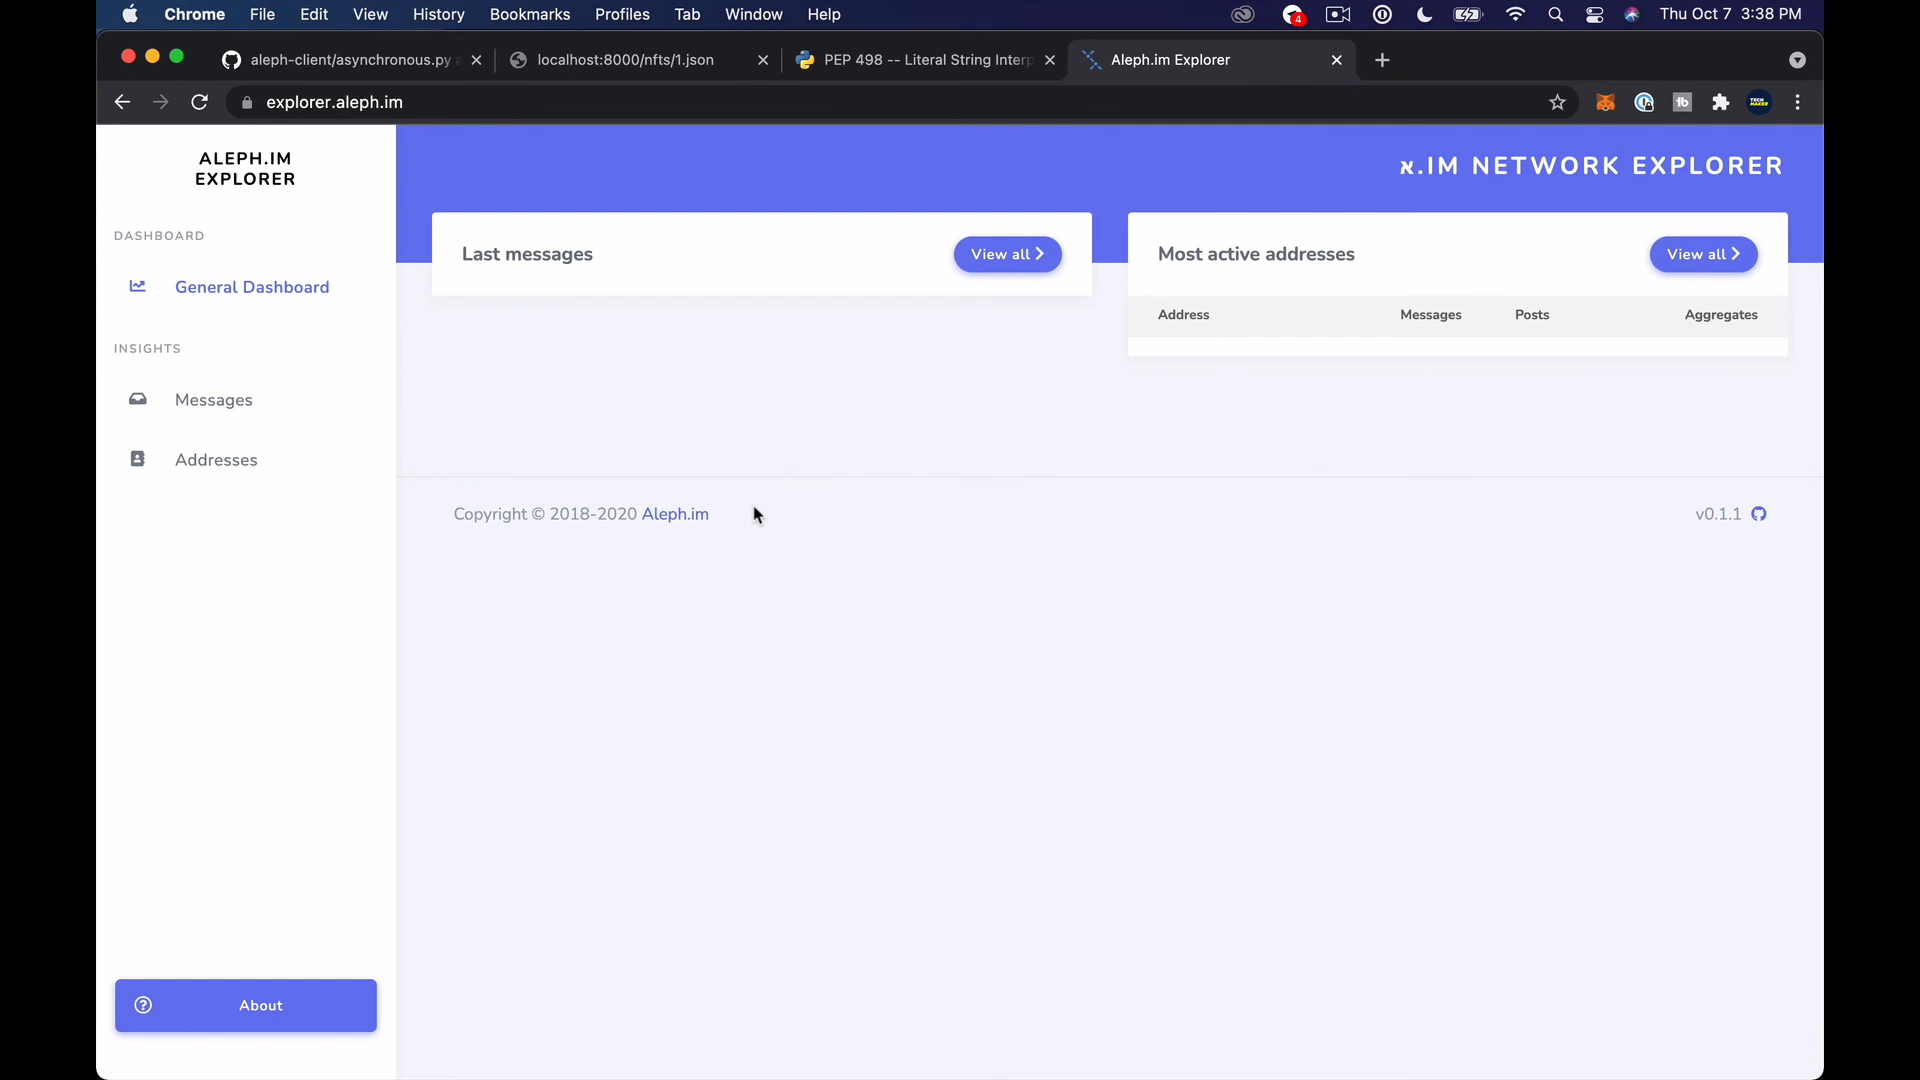 Chrome File Edit View History Bookmarks Profiles Tab Window Help 4 Thu Oct 7 3:38 PM
aleph-client/asynchronous.py localhost:8000/nfts/1.json PEP 498 -- Literal String Interp Aleph.im Explorer
explorer.aleph.im
ALEPH.IM
EXPLORER
DASHBOARD
General Dashboard
INSIGHTS
Messages
Addresses
About
א.IM NETWORK EXPLORER
Last messages View all
Most active addresses View all
Address Messages Posts Aggregates
Copyright © 2018-2020 Aleph.im v0.1.1